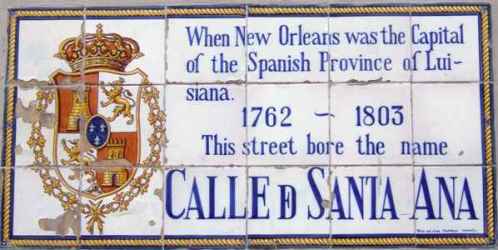 When New Orleans was the Capital
of the Spanish Province of Lui-
siana.
1762 - 1803
This street bore the name
CALLE D SANTA ANA